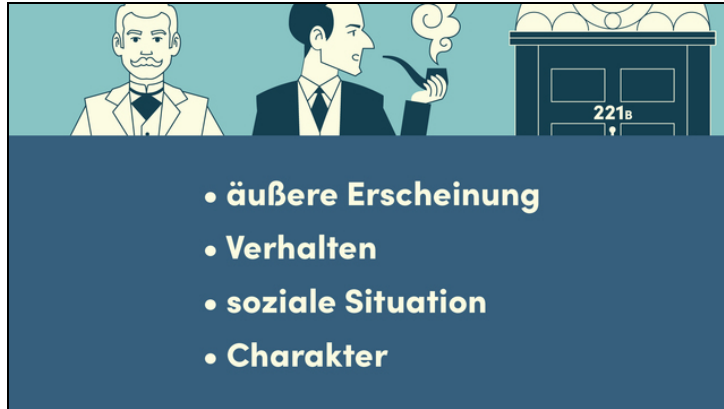 221B
• äußere Erscheinung
• Verhalten
• soziale Situation
• Charakter